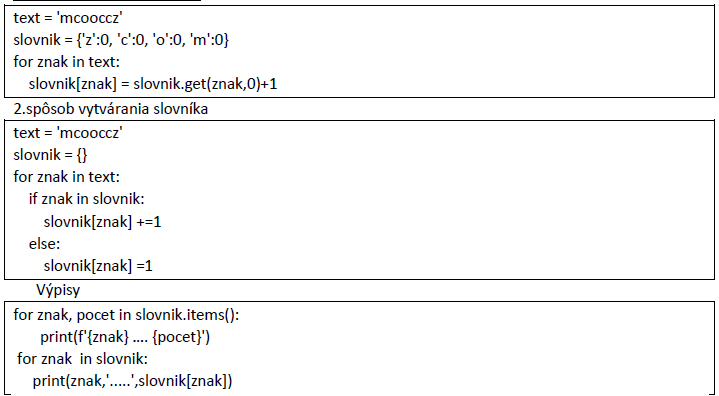 text = 'mcooccz'
slovnik = {'z':0, 'c':0, 'o':0, 'm':0}
for znak in text:
    slovnik[znak] = slovnik.get(znak,0)+1
2.spôsob vytvárania slovníka
text = 'mcooccz'
slovnik = {}
for znak in text:
    if znak in slovnik:
        slovnik[znak] +=1
    else:
        slovnik[znak] =1
Výpisy
for znak, pocet in slovnik.items():
    print(f'{znak} .... {pocet}')
for znak  in slovnik:
    print(znak,'.....',slovnik[znak])